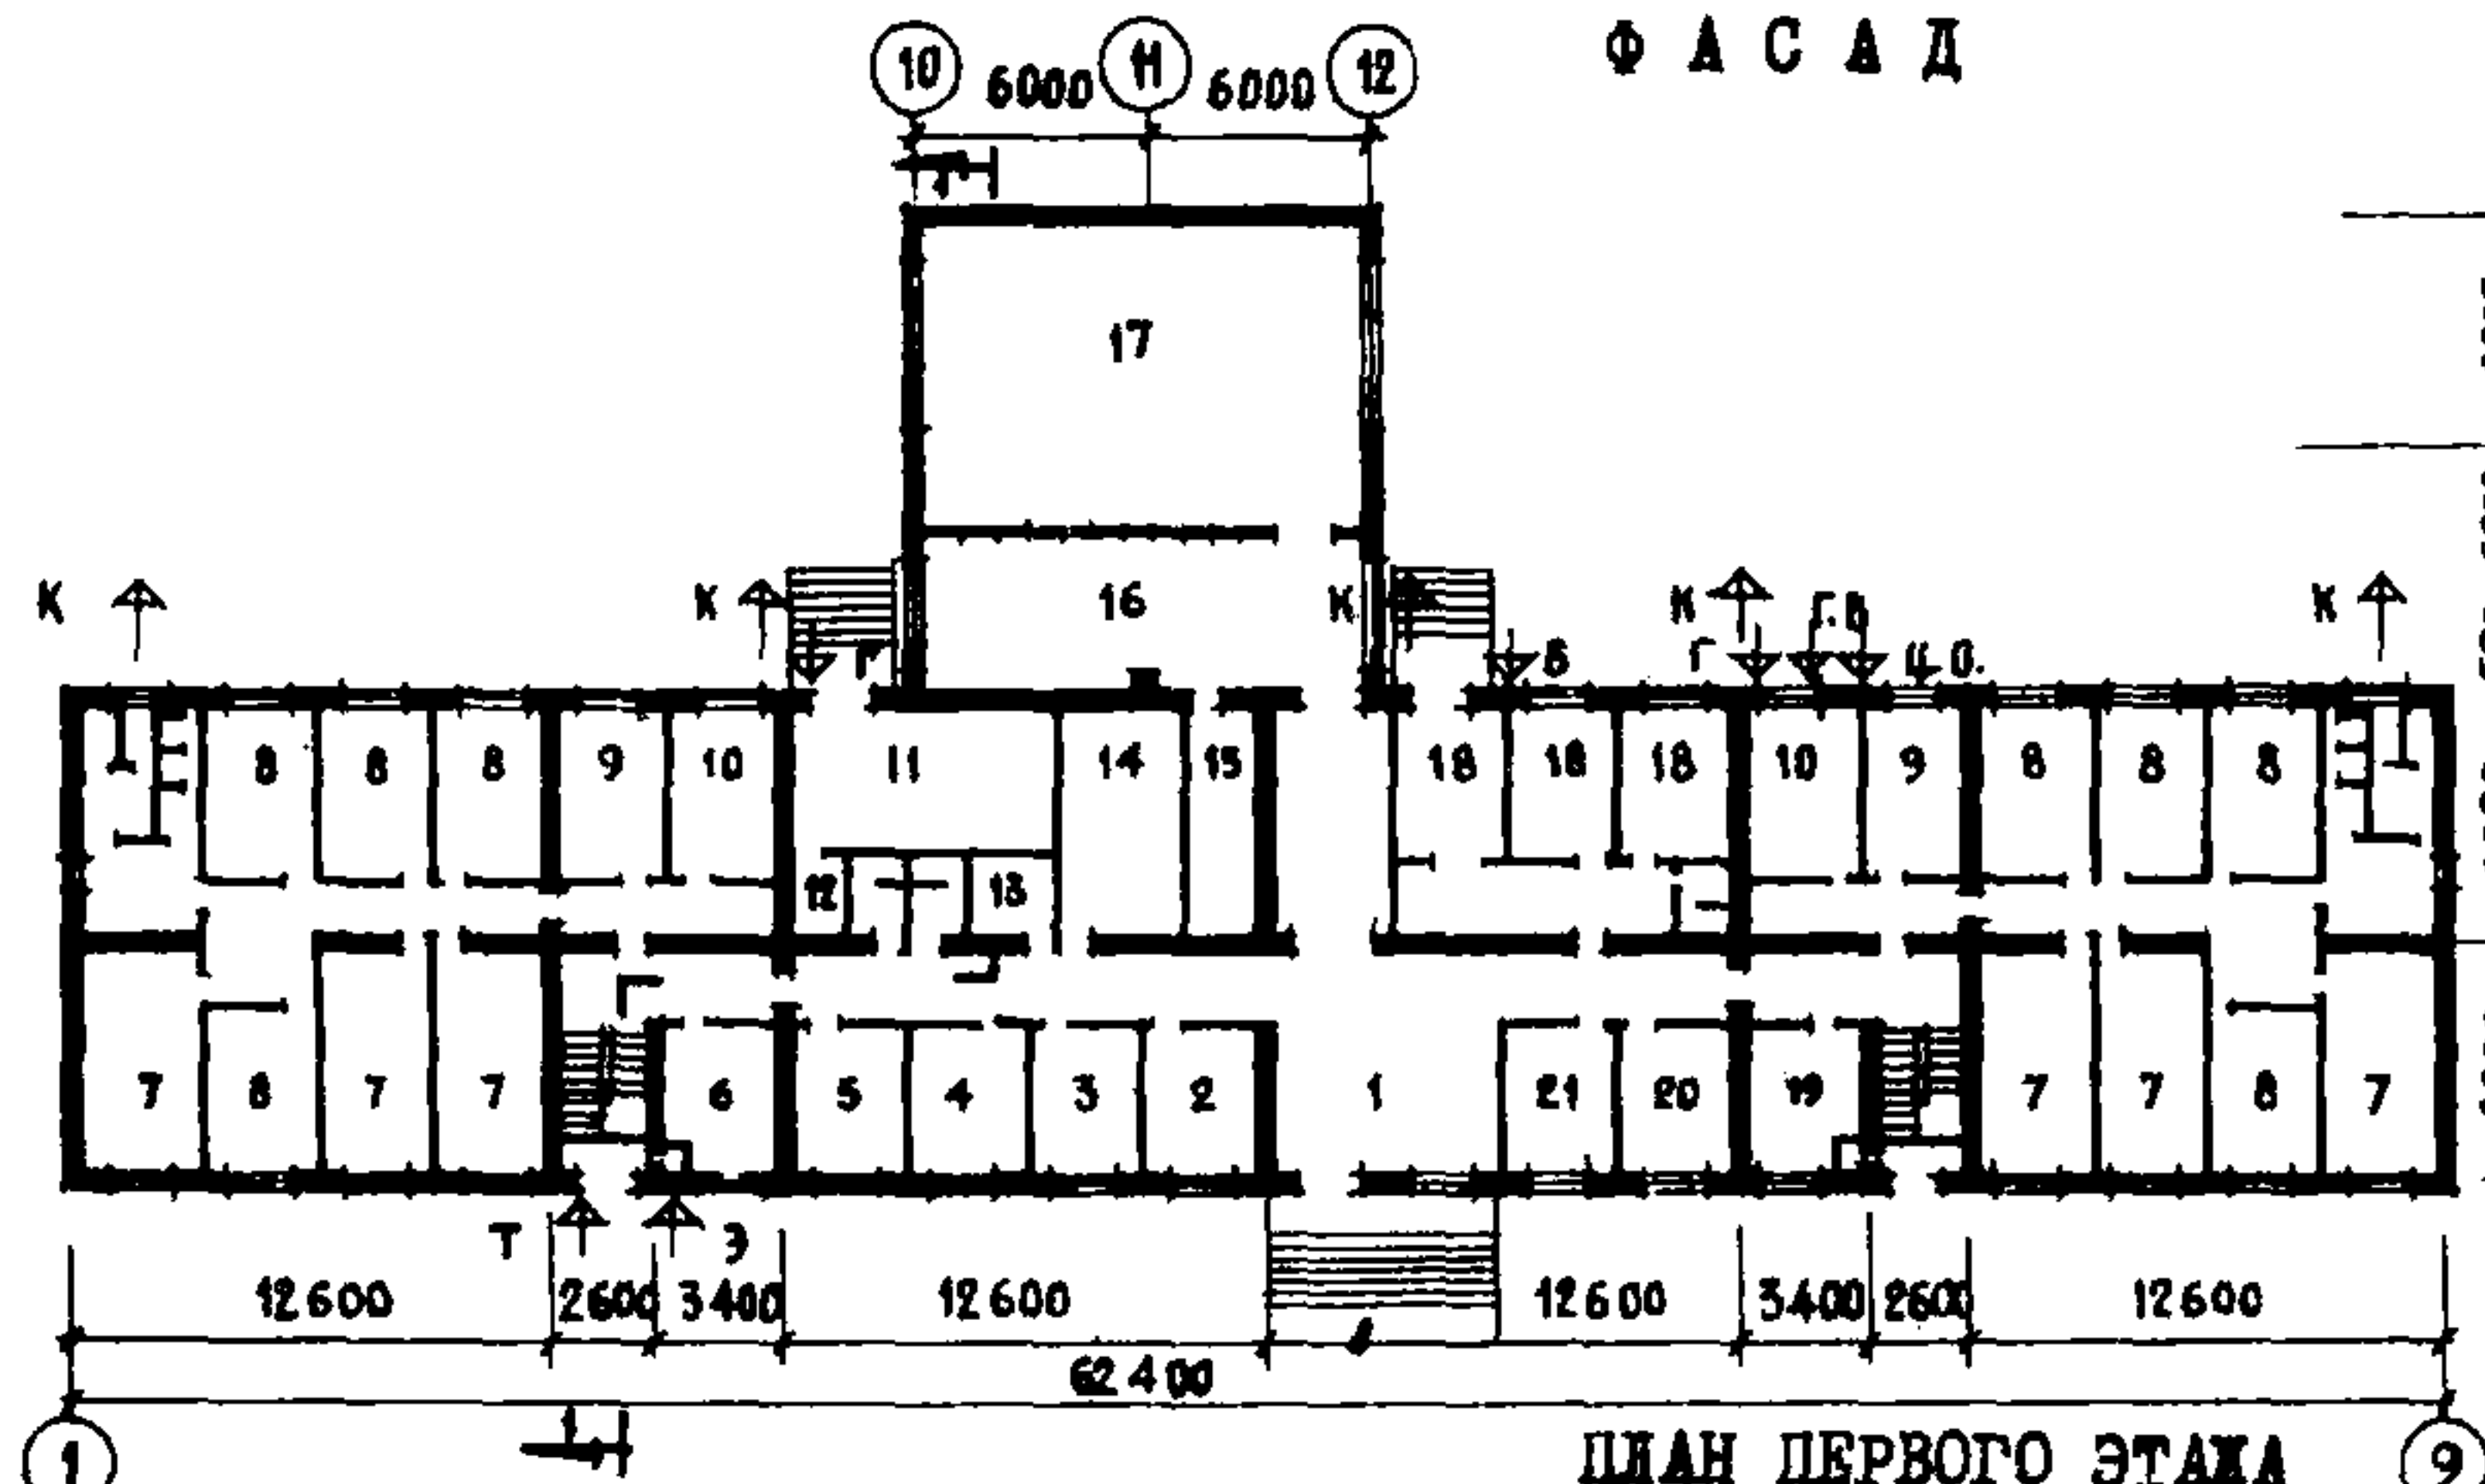 ФАСАД
10 6000 11 6000 12
17
16
К К К К Г.В К
Г В Г Ц.О.
8 8 8 9 10 11 14 15 18 18 18 10 9 8 8 8
12 13
7 8 7 7 6 5 4 3 2 1 21 20 19 7 7 8 7
Т Э
12600 2600 3400 12600 12600 3400 2600 12600
62400
1 1 ПЛАН ПЕРВОГО ЭТАЖА 9